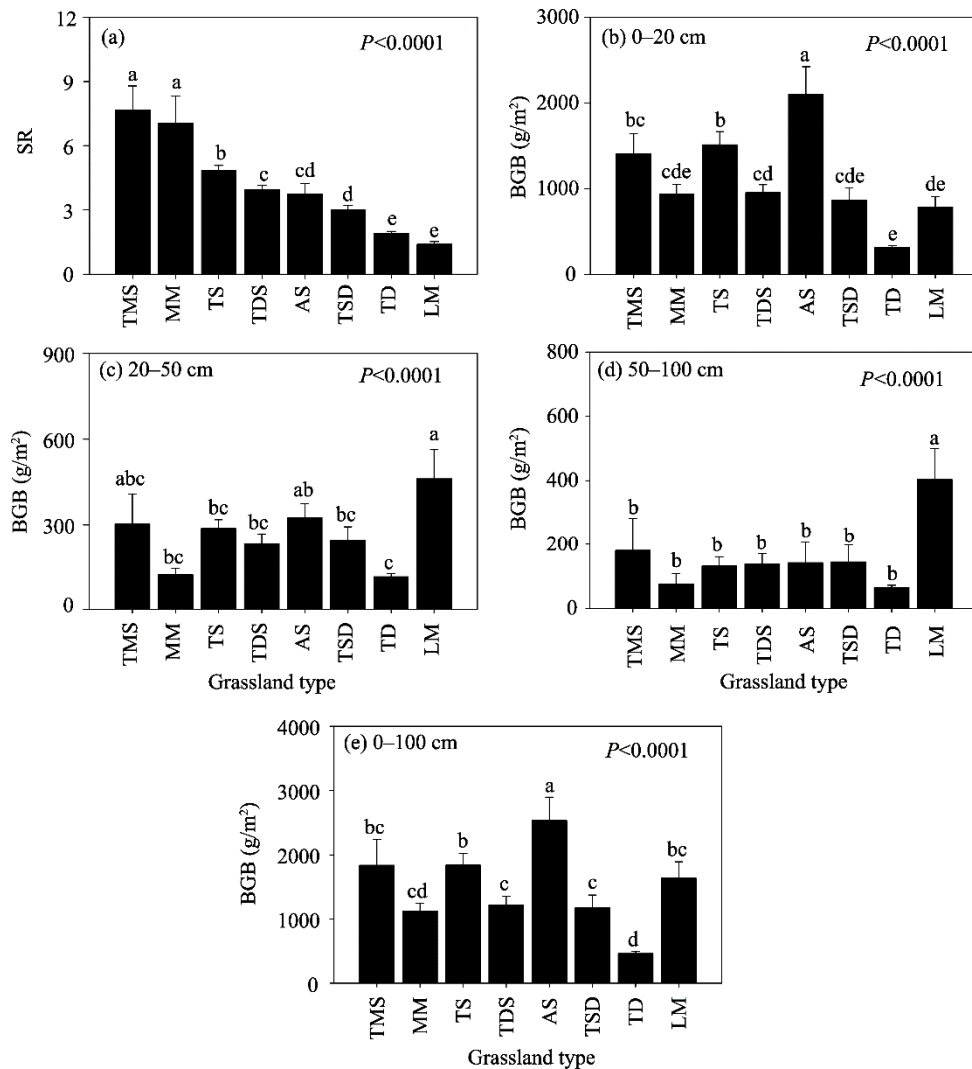 (a)
P<0.0001
12
9
6
3
0
SR
a
a
b
c
cd
d
e
e
TMS
MM
TS
TDS
AS
TSD
TD
LM
(b) 0–20 cm
P<0.0001
3000
2000
1000
0
BGB (g/m²)
bc
cde
b
cd
a
cde
e
de
TMS
MM
TS
TDS
AS
TSD
TD
LM
(c) 20–50 cm
P<0.0001
900
600
300
0
BGB (g/m²)
abc
bc
bc
bc
ab
bc
c
a
TMS
MM
TS
TDS
AS
TSD
TD
LM
Grassland type
(d) 50–100 cm
P<0.0001
800
600
400
200
0
BGB (g/m²)
b
b
b
b
b
b
b
a
TMS
MM
TS
TDS
AS
TSD
TD
LM
Grassland type
(e) 0–100 cm
P<0.0001
4000
3000
2000
1000
0
BGB (g/m²)
bc
cd
b
c
a
c
d
bc
TMS
MM
TS
TDS
AS
TSD
TD
LM
Grassland type